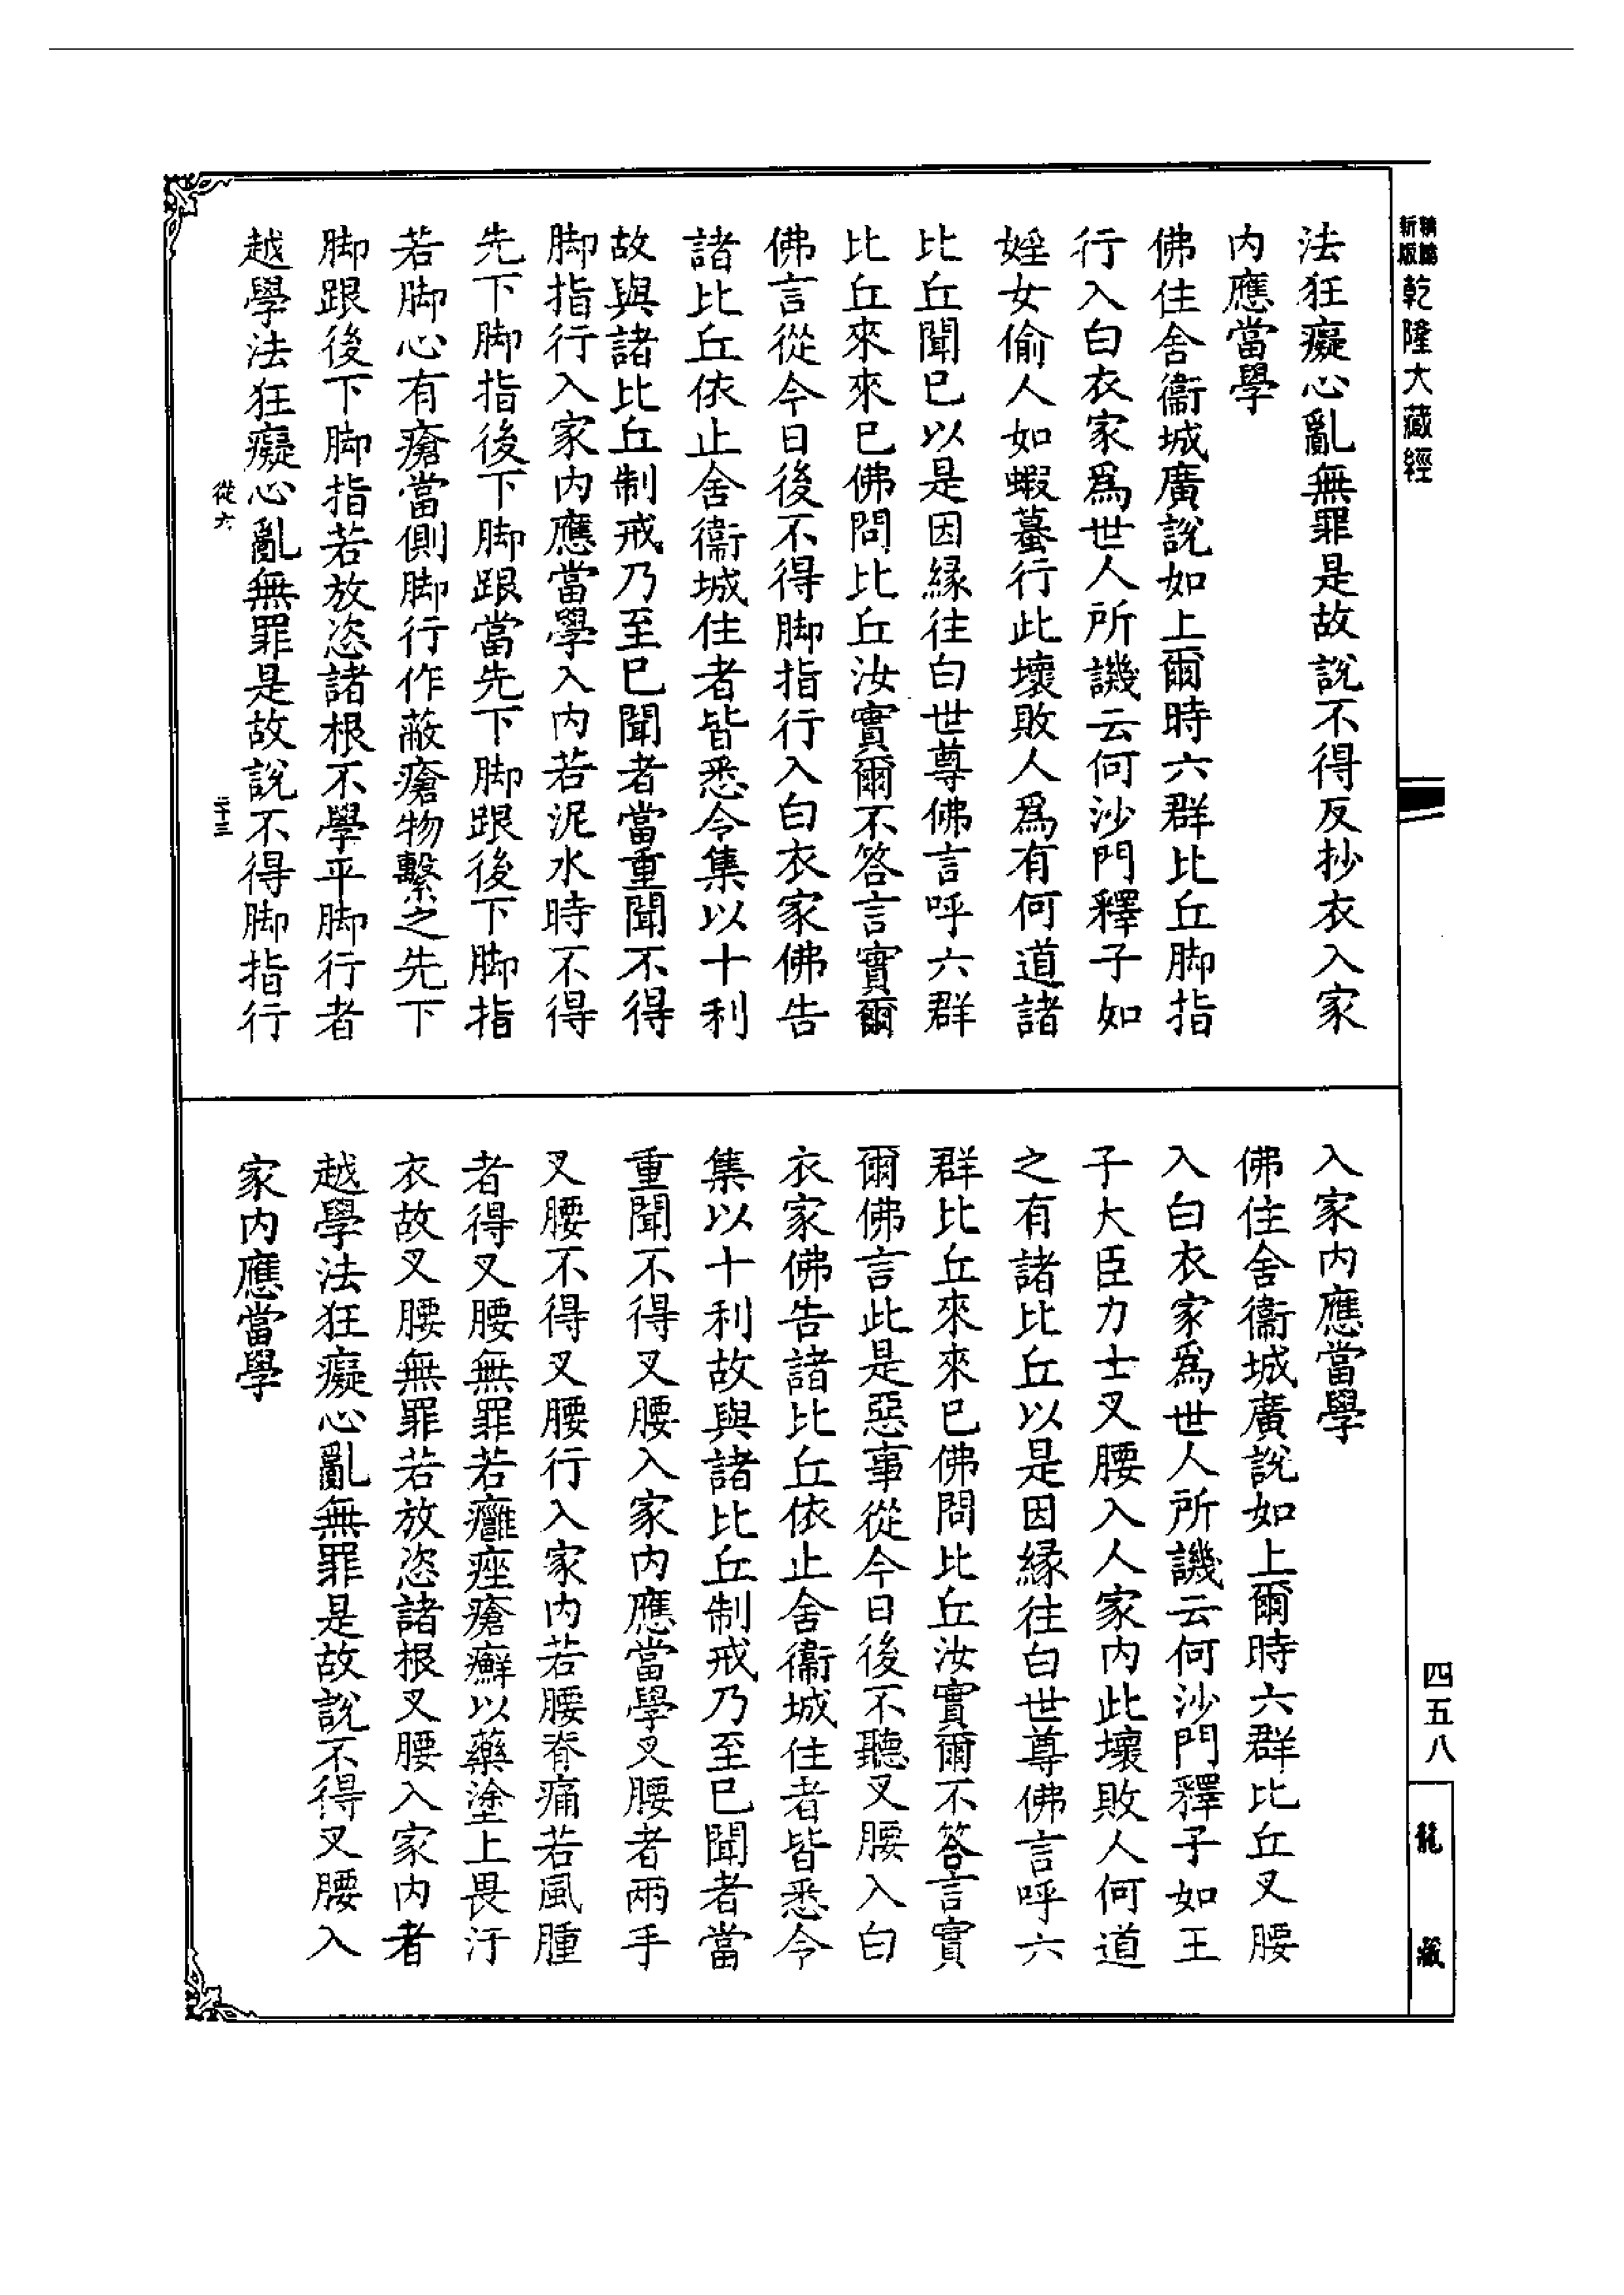 乾隆大藏經
法狂癡心亂無罪是故說不得反抄衣入家
內應當學
佛住舍衞城廣說如上爾時六群比丘脚指
行入白衣家爲世人所譏云何沙門釋子如
婬女偷人如蝦蟇行此壞敗人爲有何道諸
比丘聞已以是因緣往白世尊佛言呼六群
比丘來來已佛問比丘汝實爾不答言實爾
佛言從今日後不得脚指行入白衣家佛告
諸比丘依止舍衞城住者皆悉令集以十利
故與諸比丘制戒乃至已聞者當重聞不得
脚指行入家內應當學入內若泥水時不得
先下脚指後下脚跟當先下脚跟後下脚指
若脚心有瘡當側脚行作蔽瘡物繫之先下
脚跟後下脚指若放恣諸根不學平脚行者
越學法狂癡心亂無罪是故說不得脚指行
從六
二十三
入家內應當學
佛住舍衞城廣說如上爾時六群比丘叉腰
入白衣家爲世人所譏云何沙門釋子如王
子大臣力士叉腰入人家內此壞敗人何道
之有諸比丘以是因緣往白世尊佛言呼六
群比丘來來已佛問比丘汝實爾不答言實
爾佛言此是惡事從今日後不聽叉腰入白
衣家佛告諸比丘依止舍衞城住者皆悉令
集以十利故與諸比丘制戒乃至已聞者當
重聞不得叉腰入家內應當學叉腰者兩手
叉腰不得叉腰行入家內若腰脊痛若風腫
者得叉腰無罪若癰痤瘡癬以藥塗上畏汙
衣故叉腰無罪若放恣諸根叉腰入家內者
越學法狂癡心亂無罪是故說不得叉腰入
家內應當學
四五八
龍藏